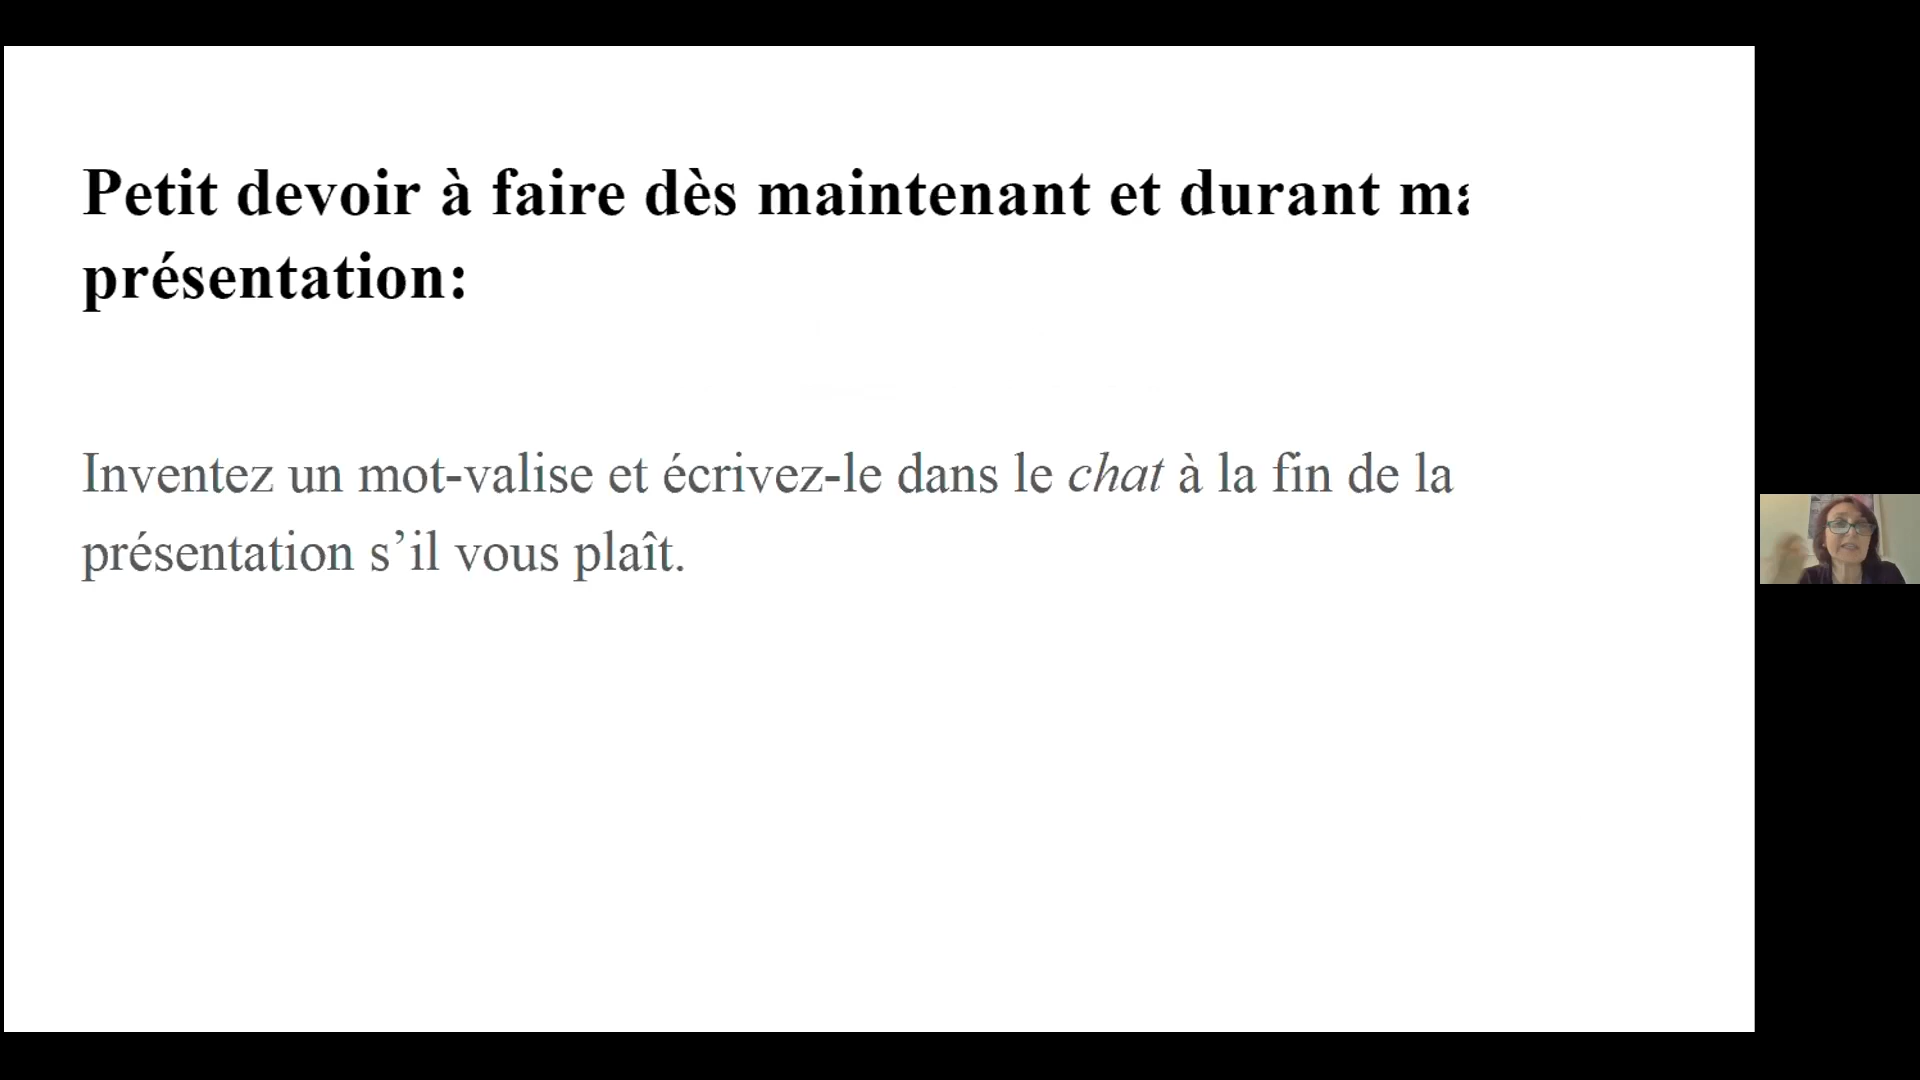 Petit devoir à faire dès maintenant et durant ma
présentation:
Inventez un mot-valise et écrivez-le dans le chat à la fin de la
présentation s’il vous plaît.